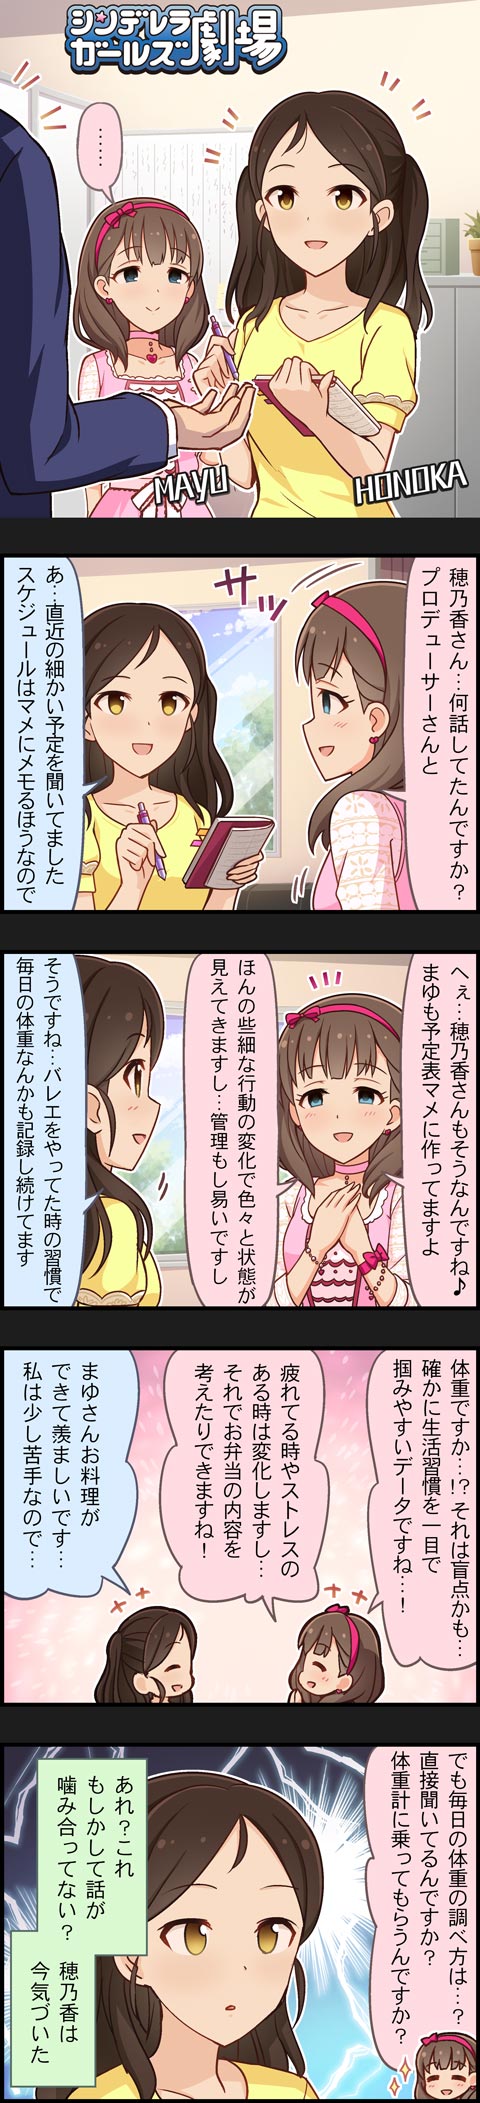 シンデレラ
ガールズ劇場
……
MAYU
HONOKA
穂乃香さん…何話してたんですか？
プロデューサーさんと
サッ
あ…直近の細かい予定を聞いてました
スケジュールはマメにメモるほうなので
へぇ…穂乃香さんもそうなんですね♪
まゆも予定表マメに作ってますよ
ほんの些細な行動の変化で色々と状態が
見えてきますし…管理もし易いですし
そうですね…バレエをやってた時の習慣で
毎日の体重なんかも記録し続けてます
体重ですか…!? それは盲点かも…
確かに生活習慣を一目で
掴みやすいデータですね…！
疲れてる時やストレスの
ある時は変化しますし…
それでお弁当の内容を
考えたりできますね！
まゆさんお料理が
できて羨ましいです…
私は少し苦手なので…
でも毎日の体重の調べ方は…？
直接聞いてるんですか？
体重計に乗ってもらうんですか？
あれ？これ
もしかして話が
噛み合ってない？
穂乃香は
今気づいた